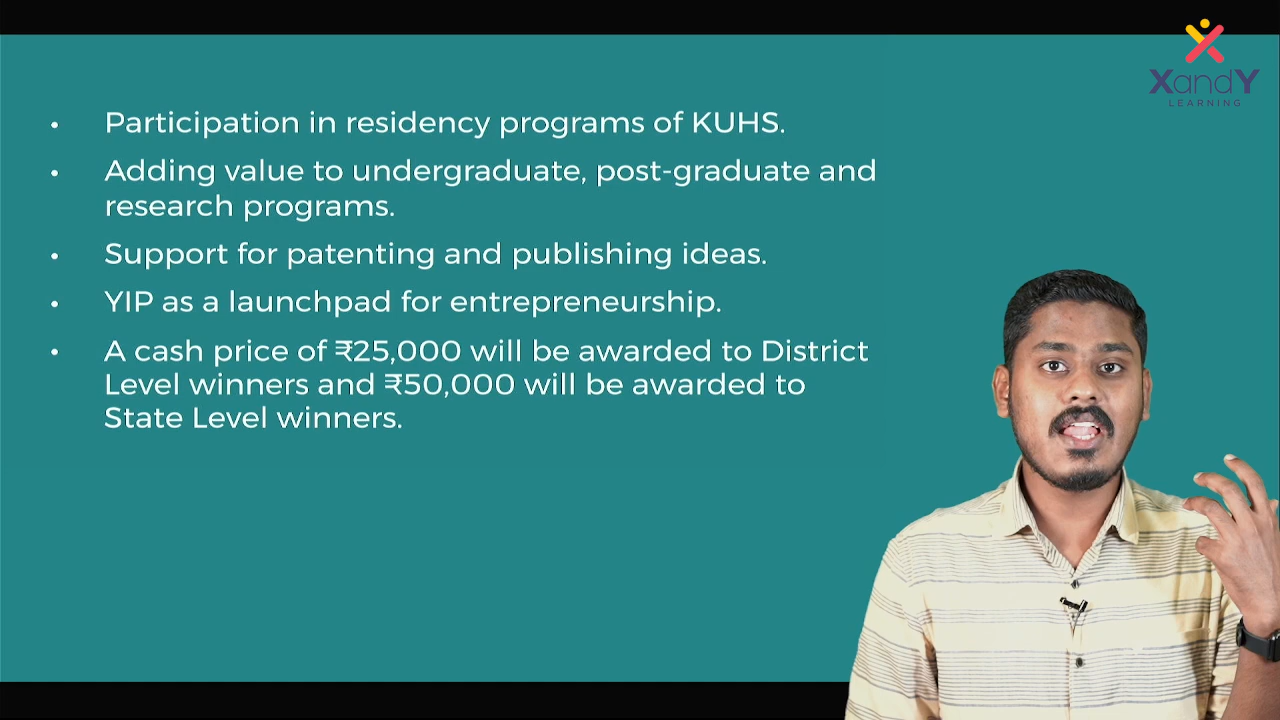 XandY
LEARNING
• Participation in residency programs of KUHS.
• Adding value to undergraduate, post-graduate and
research programs.
• Support for patenting and publishing ideas.
• YIP as a launchpad for entrepreneurship.
• A cash price of ₹25,000 will be awarded to District
Level winners and ₹50,000 will be awarded to
State Level winners.